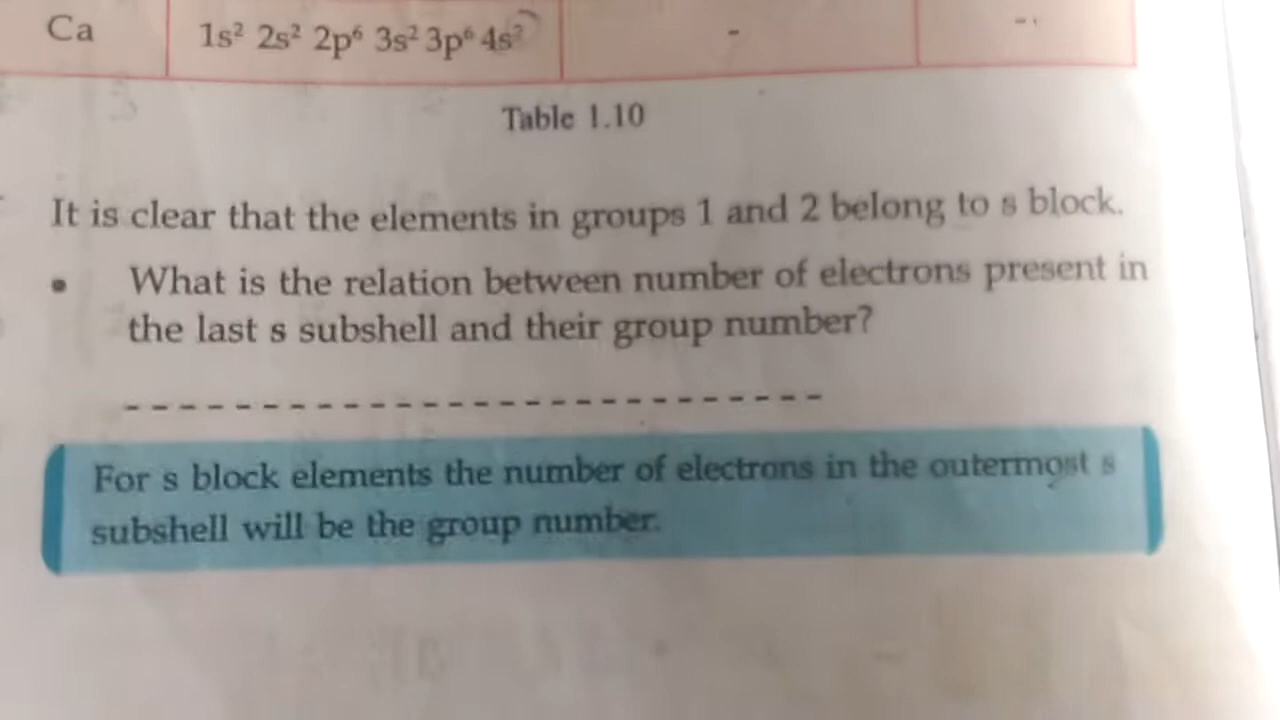 Ca 1s² 2s² 2p⁶ 3s² 3p⁶ 4s² - -
Table 1.10
It is clear that the elements in groups 1 and 2 belong to s block.
• What is the relation between number of electrons present in
the last s subshell and their group number?
For s block elements the number of electrons in the outermost s
subshell will be the group number.